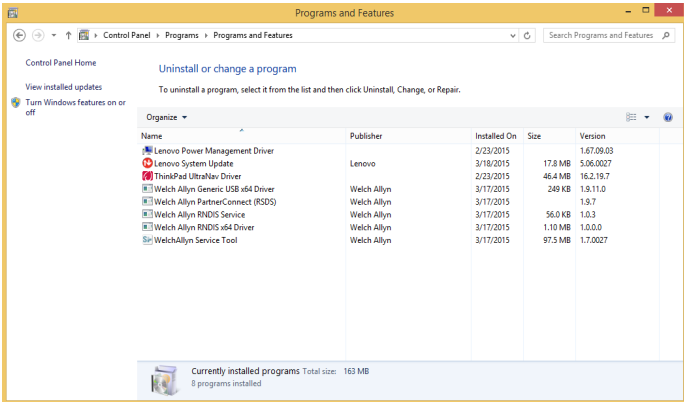 Programs and Features
Control Panel Programs Programs and Features
Search Programs and Features
Control Panel Home
View installed updates
Turn Windows features on or
off
Uninstall or change a program
To uninstall a program, select it from the list and then click Uninstall, Change, or Repair.
Organize
Name Publisher Installed On Size Version
Lenovo Power Management Driver 2/23/2015 1.67.09.03
Lenovo System Update Lenovo 3/18/2015 17.8 MB 5.06.0027
ThinkPad UltraNav Driver 2/23/2015 46.4 MB 16.2.19.7
Welch Allyn Generic USB x64 Driver Welch Allyn 3/17/2015 249 KB 1.9.11.0
Welch Allyn PartnerConnect (RSDS) Welch Allyn 3/17/2015 1.9.7
Welch Allyn RNDIS Service Welch Allyn 3/17/2015 56.0 KB 1.0.3
Welch Allyn RNDIS x64 Driver Welch Allyn 3/17/2015 1.10 MB 1.0.0.0
WelchAllyn Service Tool Welch Allyn 3/17/2015 97.5 MB 1.7.0027
Currently installed programs Total size: 163 MB
8 programs installed